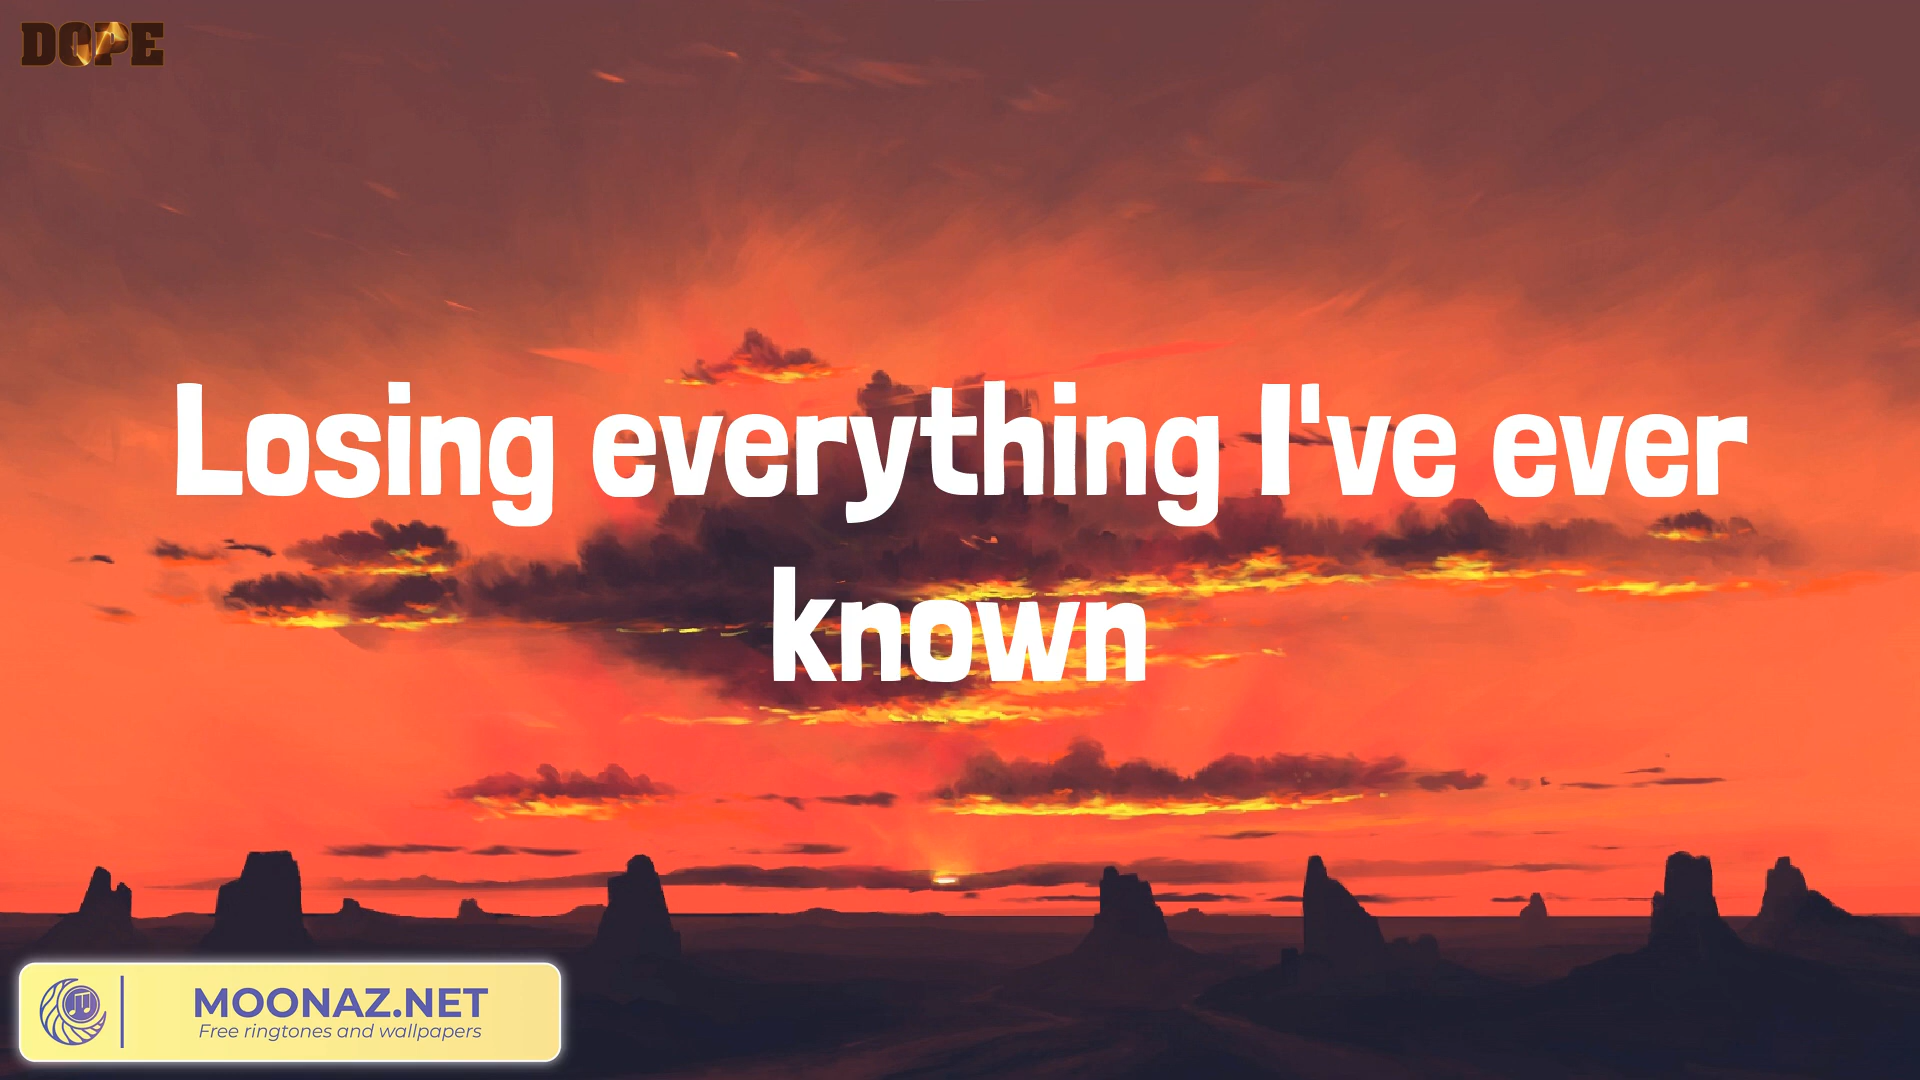 DOPE
Losing everything I've ever
known
MOONAZ.NET
Free ringtones and wallpapers